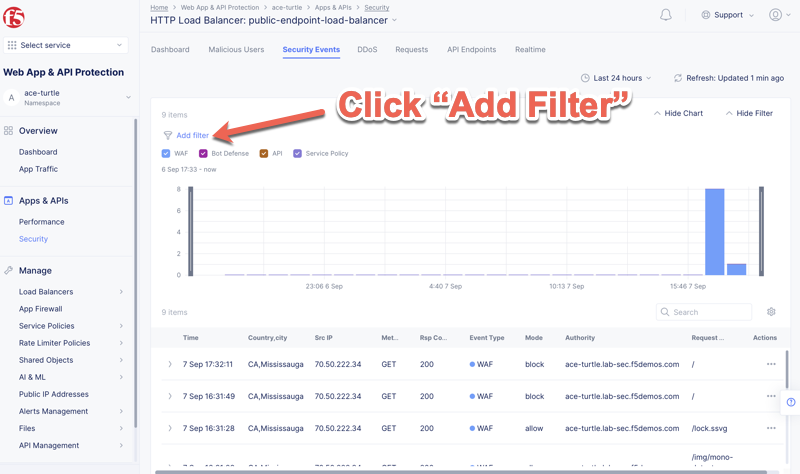 Home > Web App & API Protection > ace-turtle > Apps & APIs > Security
HTTP Load Balancer: public-endpoint-load-balancer
Support
f5
Select service
Web App & API Protection
A
ace-turtle
Namespace
Overview
Dashboard
App Traffic
Apps & APIs
Performance
Security
Manage
Load Balancers
App Firewall
Service Policies
Rate Limiter Policies
Shared Objects
AI & ML
Public IP Addresses
Alerts Management
Files
API Management
Dashboard Malicious Users Security Events DDoS Requests API Endpoints Realtime
Last 24 hours Refresh: Updated 1 min ago
9 items
Click “Add Filter”
Hide Chart Hide Filter
Add filter
WAF Bot Defense API Service Policy
6 Sep 17:33 - now
8
6
4
2
0
23:06 6 Sep 4:40 7 Sep 10:13 7 Sep 15:46 7 Sep
9 items
Search
Time Country,city Src IP Met... Rsp Co... Event Type Mode Authority Request ... Actions
7 Sep 17:32:11 CA,Mississauga 70.50.222.34 GET 200 WAF block ace-turtle.lab-sec.f5demos.com / ...
7 Sep 16:31:49 CA,Mississauga 70.50.222.34 GET 200 WAF block ace-turtle.lab-sec.f5demos.com / ...
7 Sep 16:31:28 CA,Mississauga 70.50.222.34 GET 200 WAF allow ace-turtle.lab-sec.f5demos.com /lock.ssvg ...
/img/mono-